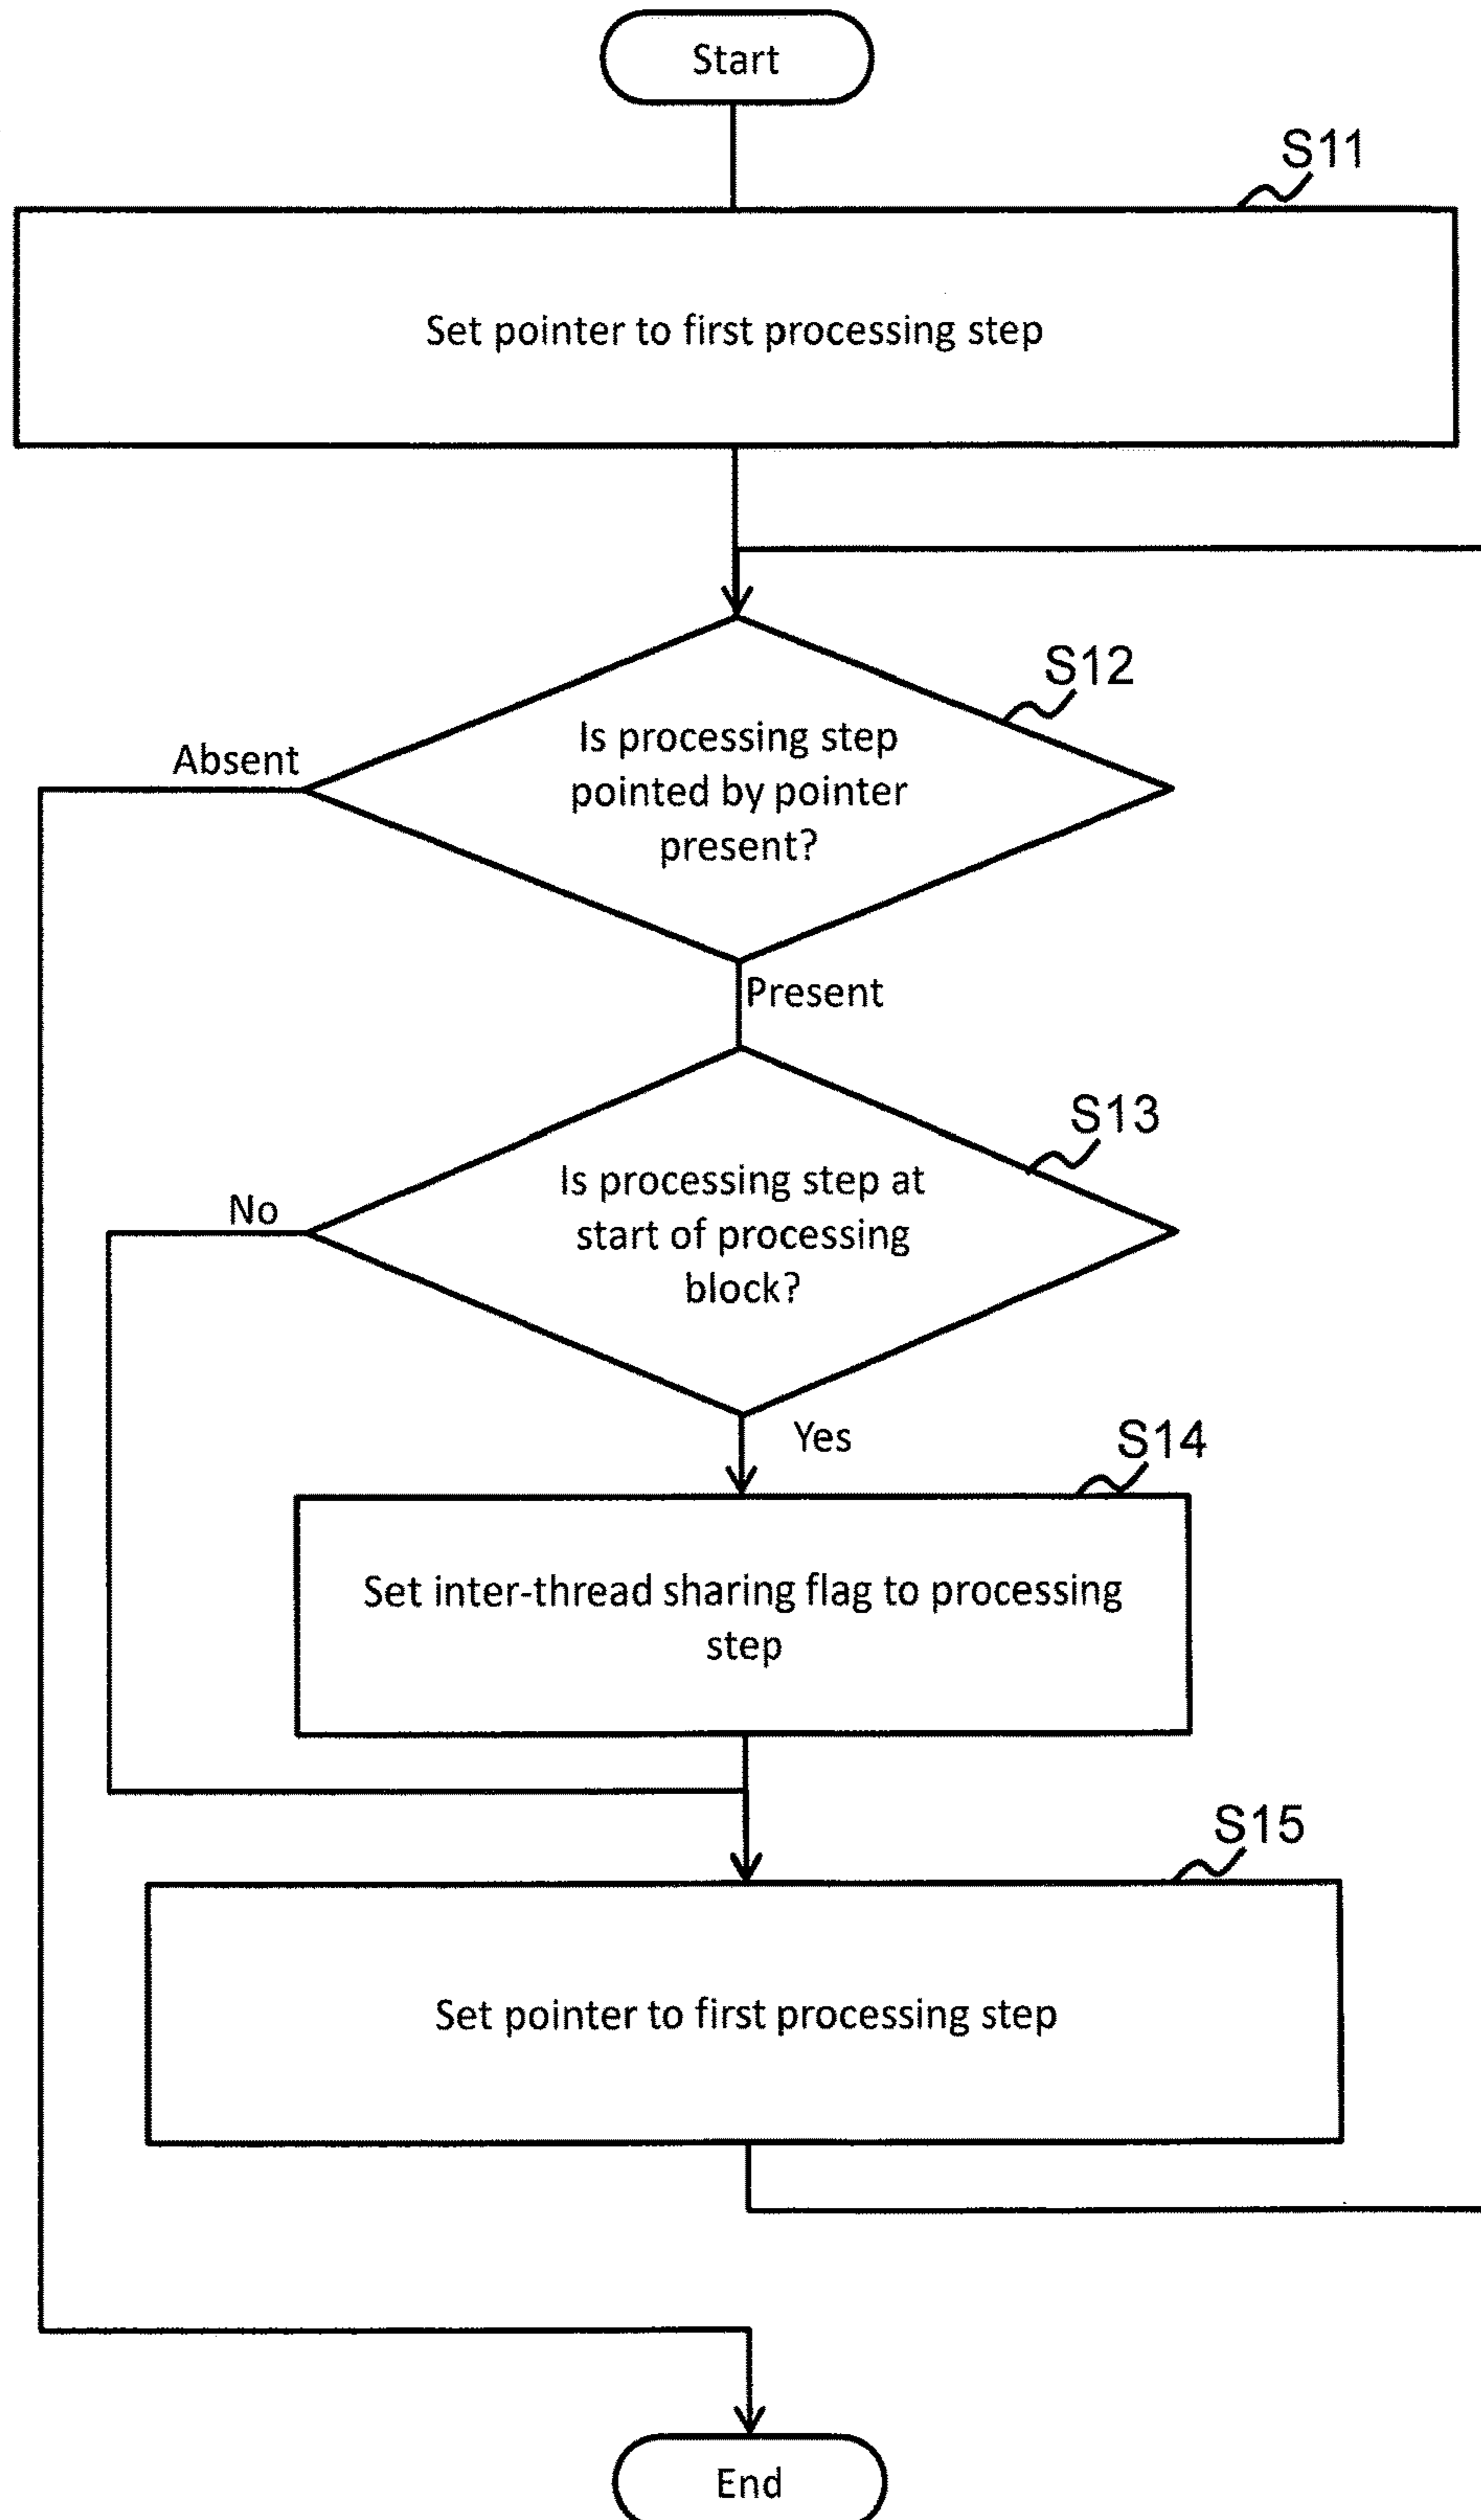 Start
S11
Set pointer to first processing step
S12
Absent
Is processing step
pointed by pointer
present?
Present
S13
No
Is processing step at
start of processing
block?
Yes
S14
Set inter-thread sharing flag to processing
step
S15
Set pointer to first processing step
End